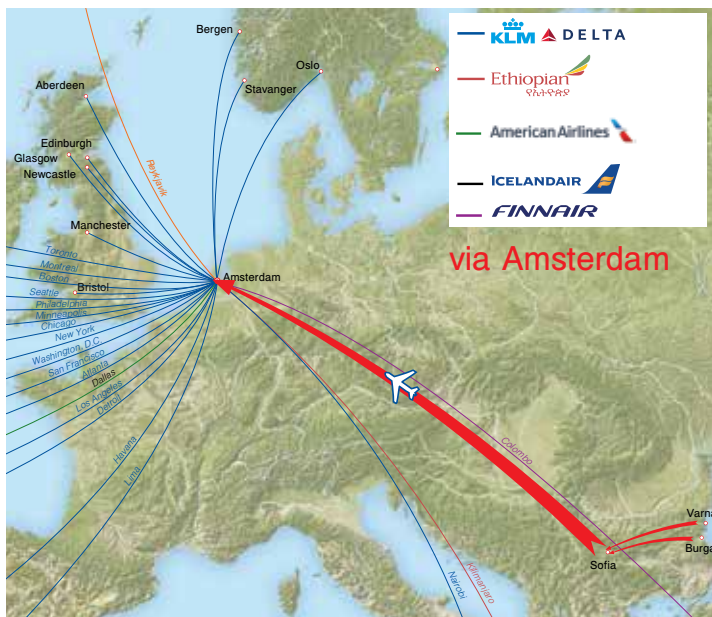 Bergen
KLM DELTA
Oslo
Ethiopian
Stavanger
Aberdeen
የኢትዮጵያ
American Airlines
Edinburgh
Glasgow
Newcastle
Reykjavik
ICELANDAIR
FINNAIR
Manchester
via Amsterdam
Toronto
Montreal
Boston
Amsterdam
Seattle
Bristol
Philadelphia
Minneapolis
Chicago
New York
Washington, D.C.
San Francisco
Atlanta
Dallas
Los Angeles
Detroit
Havana
Lima
Colombo
Varna
Burga
Sofia
Kilimanjaro
Nairobi